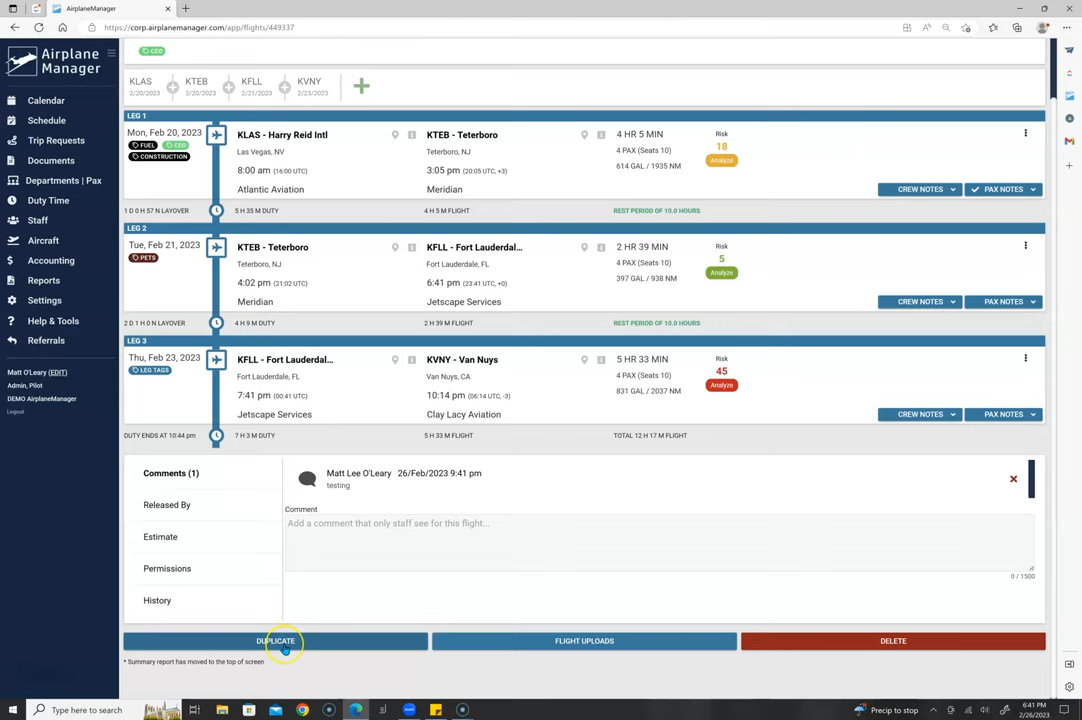 AirplaneManager
https://corp.airplanemanager.com/app/flights/449337
Airplane
Manager
Calendar
Schedule
Trip Requests
Documents
Departments | Pax
Duty Time
Staff
Aircraft
Accounting
Reports
Settings
Help & Tools
Referrals
Matt O'Leary (EDIT)
Admin, Pilot
DEMO AirplaneManager
Logout
CEO
KLAS KTEB KFLL KVNY
2/20/2023 2/20/2023 2/21/2023 2/23/2023
LEG 1
Mon, Feb 20, 2023 KLAS - Harry Reid Intl KTEB - Teterboro 4 HR 5 MIN Risk
FUEL CEO Las Vegas, NV Teterboro, NJ 4 PAX (Seats 10) 18
CONSTRUCTION 8:00 am (16:00 UTC) 3:05 pm (20:05 UTC, +3) 614 GAL / 1935 NM Analyze
Atlantic Aviation Meridian CREW NOTES PAX NOTES
1 D 0 H 57 N LAYOVER 5 H 35 M DUTY 4 H 5 M FLIGHT REST PERIOD OF 10.0 HOURS
LEG 2
Tue, Feb 21, 2023 KTEB - Teterboro KFLL - Fort Lauderdal... 2 HR 39 MIN Risk
PETS Teterboro, NJ Fort Lauderdale, FL 4 PAX (Seats 10) 5
4:02 pm (21:02 UTC) 6:41 pm (23:41 UTC, +0) 397 GAL / 938 NM Analyze
Meridian Jetscape Services CREW NOTES PAX NOTES
2 D 1 H 0 N LAYOVER 4 H 9 M DUTY 2 H 39 M FLIGHT REST PERIOD OF 10.0 HOURS
LEG 3
Thu, Feb 23, 2023 KFLL - Fort Lauderdal... KVNY - Van Nuys 5 HR 33 MIN Risk
LEG TAGS Fort Lauderdale, FL Van Nuys, CA 4 PAX (Seats 10) 45
7:41 pm (00:41 UTC) 10:14 pm (06:14 UTC, -3) 831 GAL / 2037 NM Analyze
Jetscape Services Clay Lacy Aviation CREW NOTES PAX NOTES
DUTY ENDS AT 10:44 pm 7 H 3 M DUTY 5 H 33 M FLIGHT TOTAL 12 H 17 M FLIGHT
Comments (1)
Released By
Estimate
Permissions
History
Matt Lee O'Leary 26/Feb/2023 9:41 pm
testing
Comment
Add a comment that only staff see for this flight...
0 / 1500
DUPLICATE FLIGHT UPLOADS DELETE
* Summary report has moved to the top of screen
Type here to search
Precip to stop
6:41 PM
2/26/2023